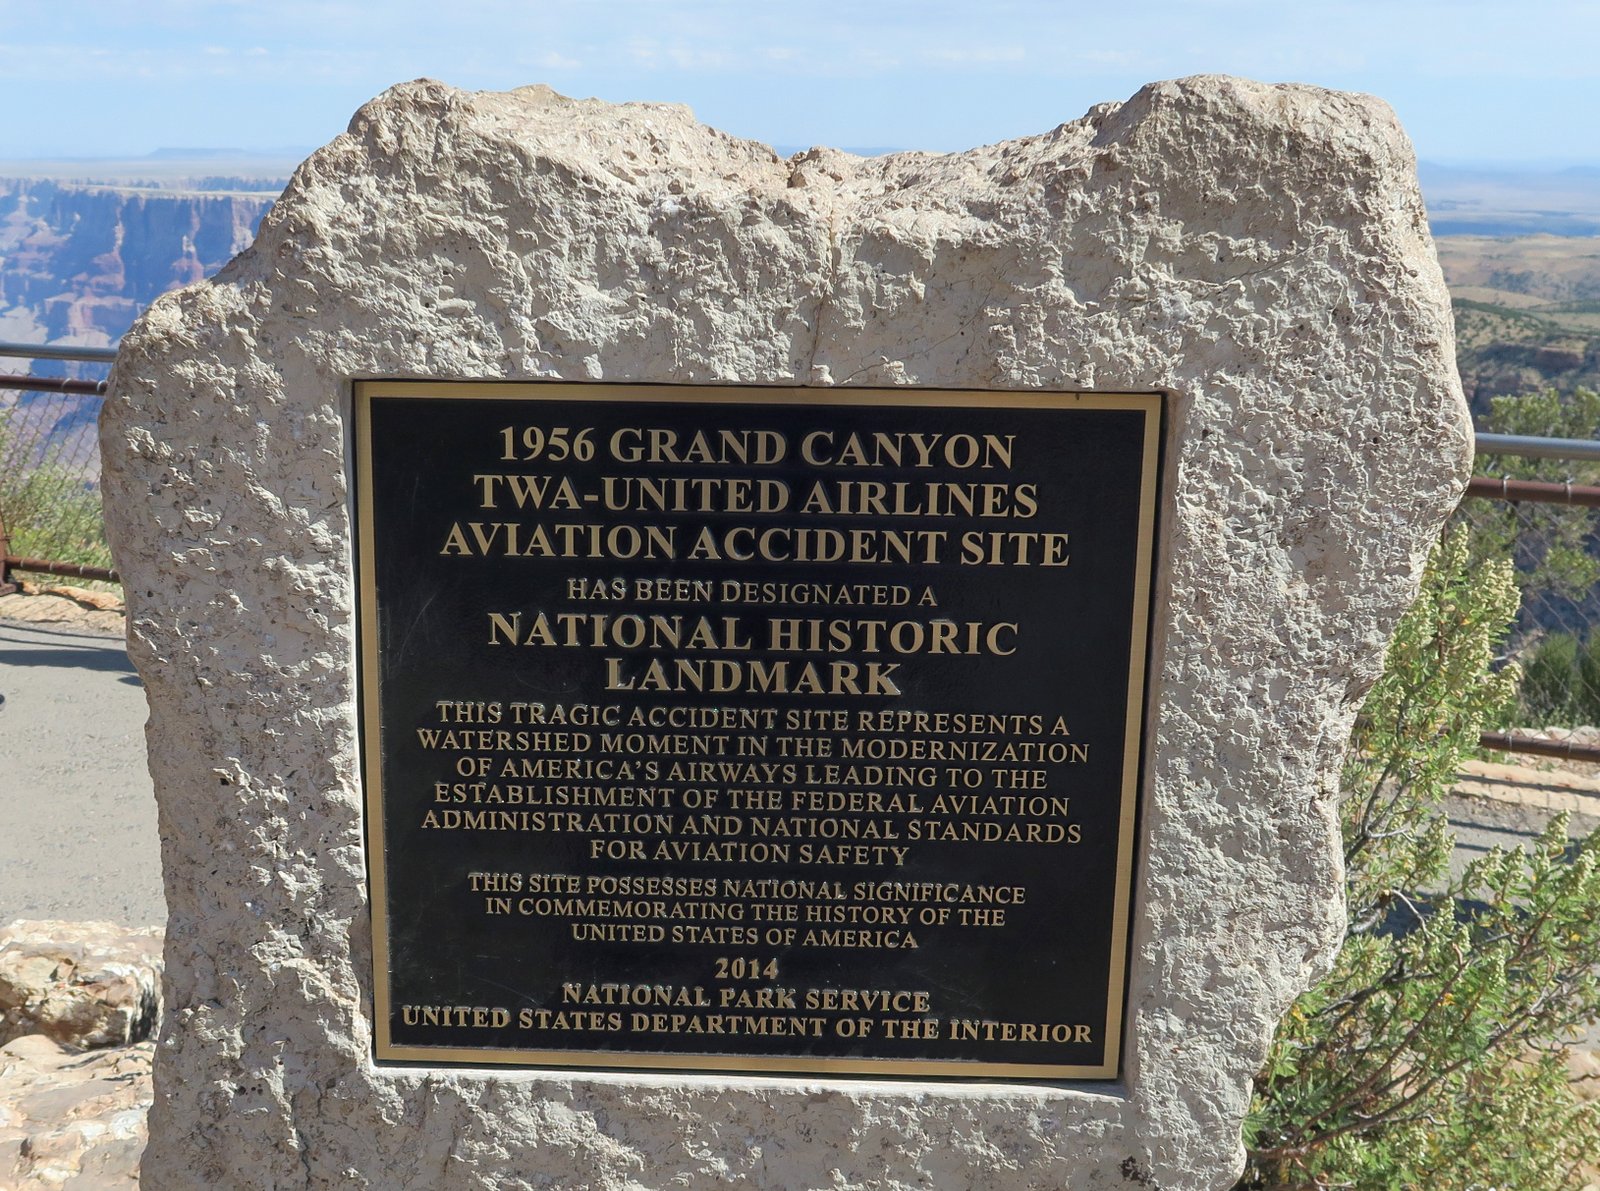 1956 GRAND CANYON
TWA-UNITED AIRLINES
AVIATION ACCIDENT SITE
HAS BEEN DESIGNATED A
NATIONAL HISTORIC
LANDMARK
THIS TRAGIC ACCIDENT SITE REPRESENTS A
WATERSHED MOMENT IN THE MODERNIZATION
OF AMERICA'S AIRWAYS LEADING TO THE
ESTABLISHMENT OF THE FEDERAL AVIATION
ADMINISTRATION AND NATIONAL STANDARDS
FOR AVIATION SAFETY
THIS SITE POSSESSES NATIONAL SIGNIFICANCE
IN COMMEMORATING THE HISTORY OF THE
UNITED STATES OF AMERICA
2014
NATIONAL PARK SERVICE
UNITED STATES DEPARTMENT OF THE INTERIOR